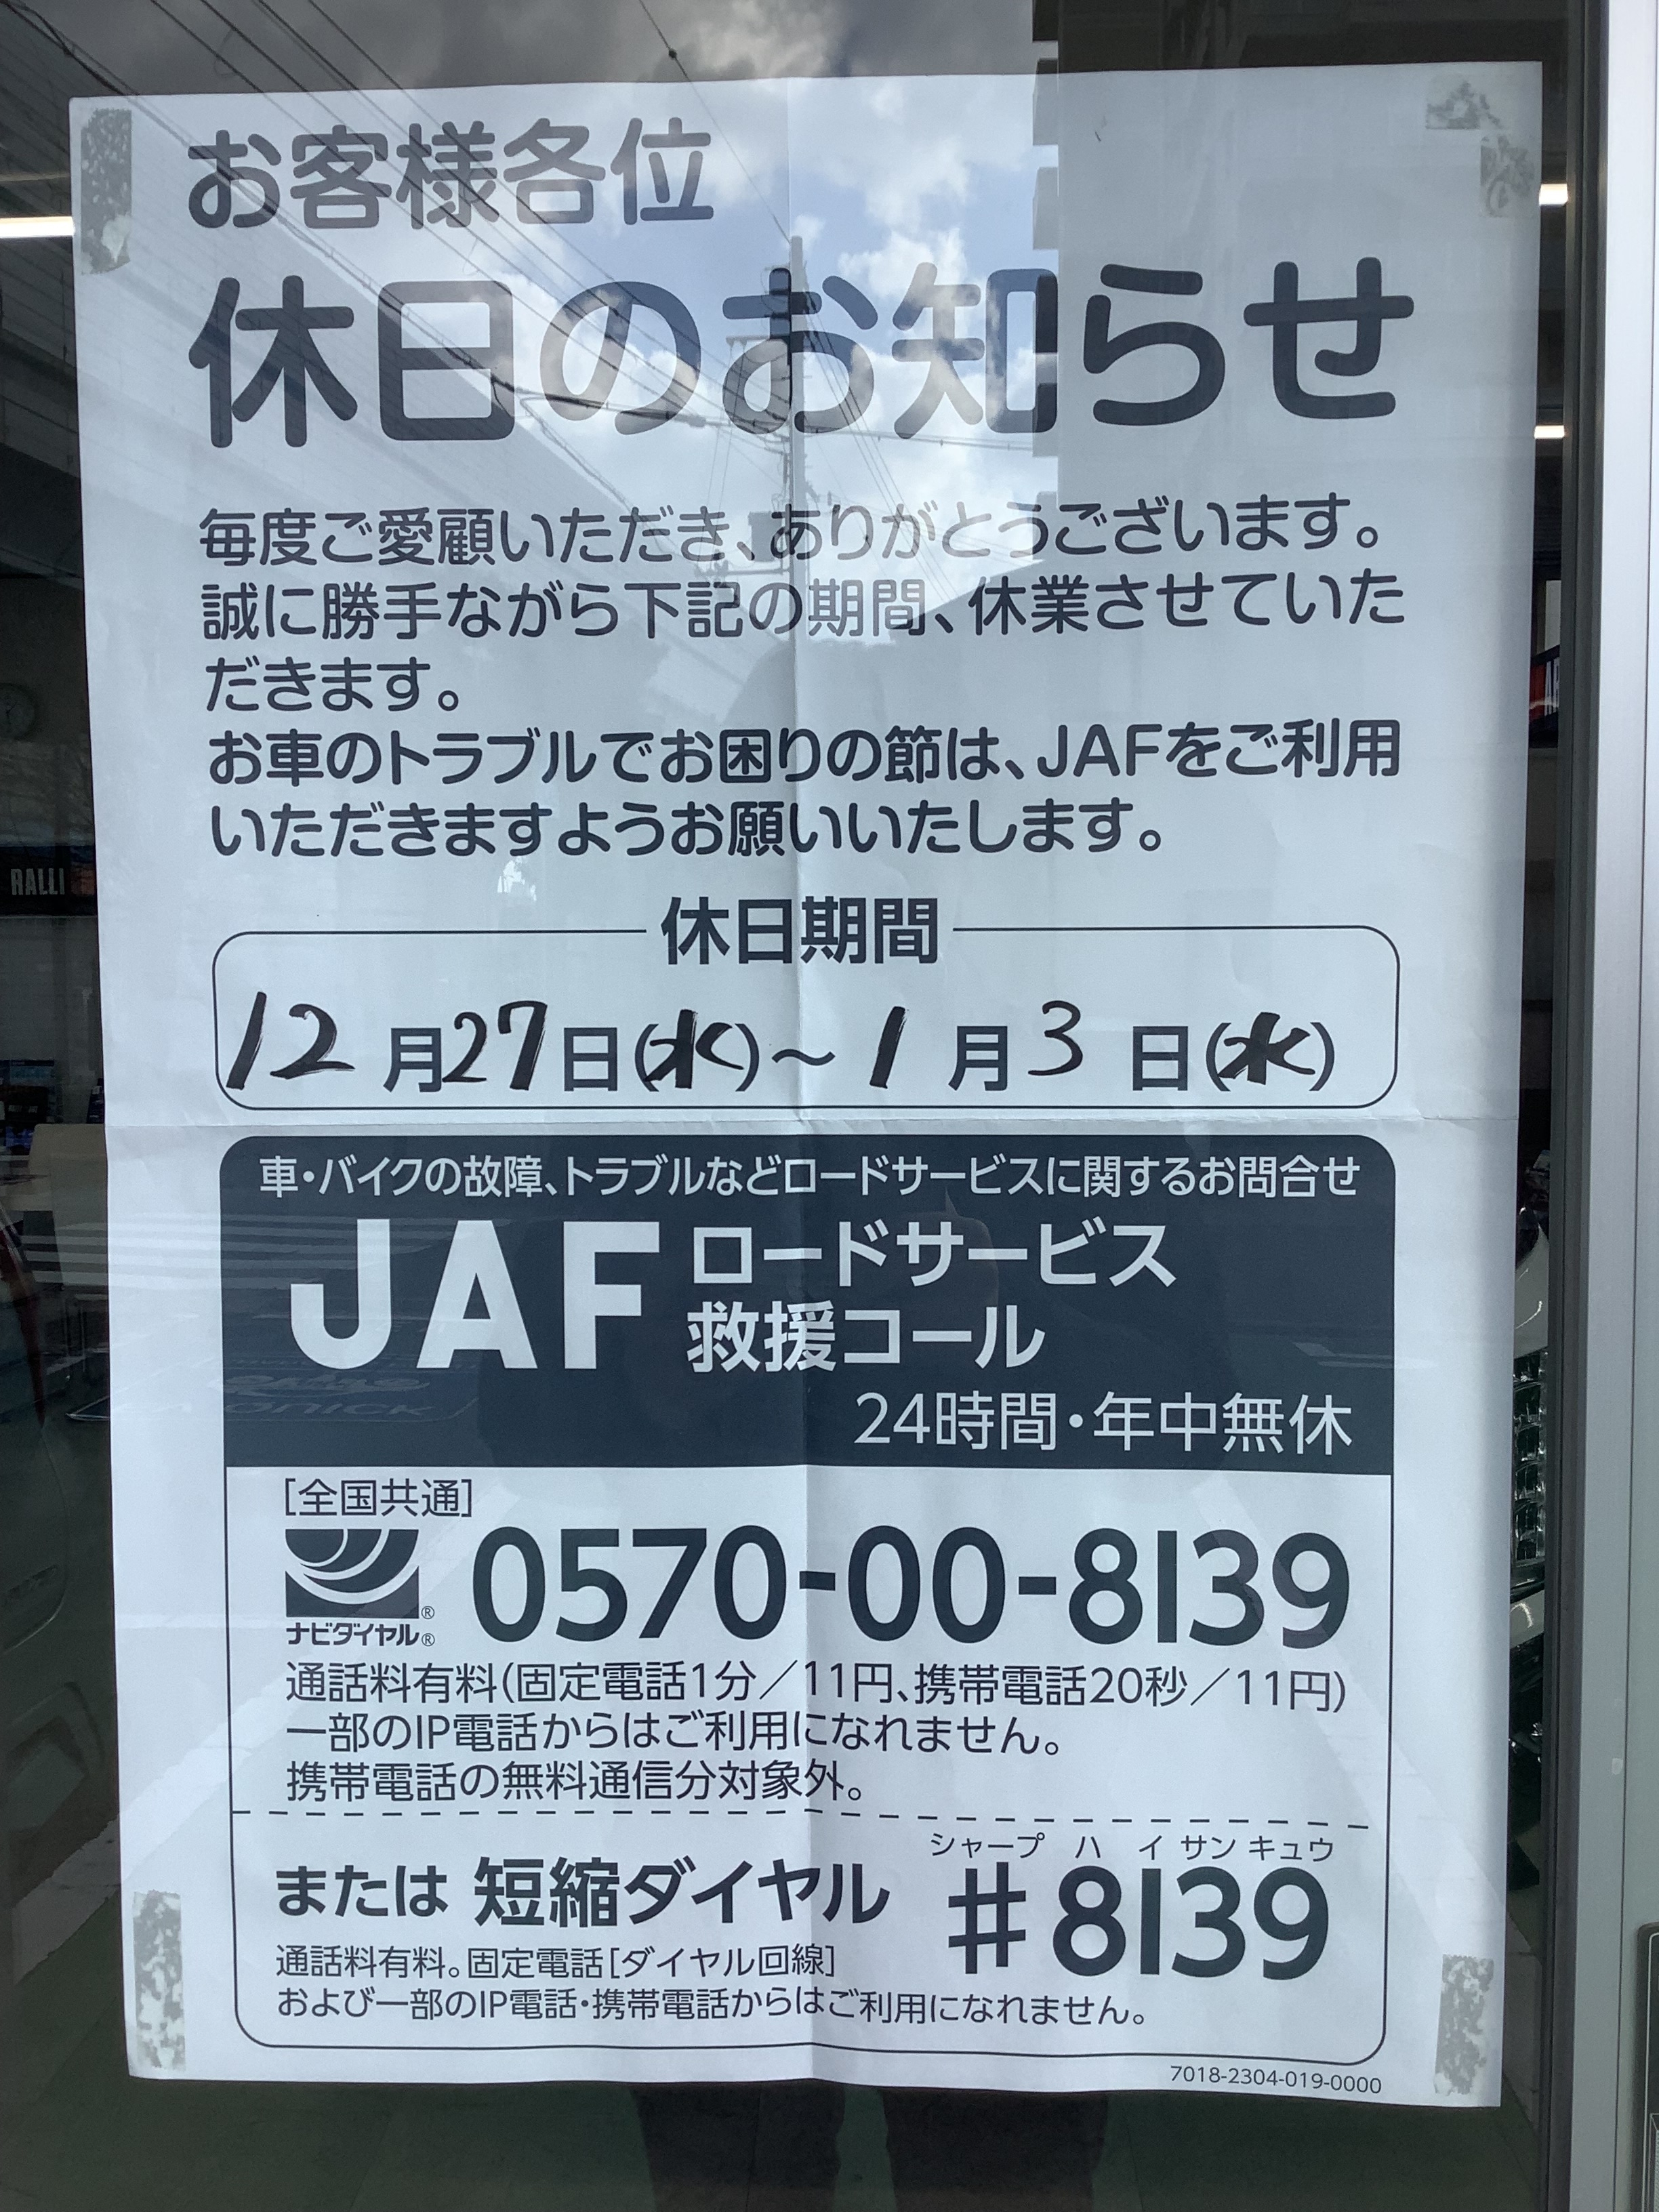 お客様各位
休日のお知らせ
毎度ご愛顧いただき、ありがとうございます。
誠に勝手ながら下記の期間、休業させていた
だきます。
お車のトラブルでお困りの節は、JAFをご利用
いただきますようお願いいたします。
RALLI
休日期間
12月27日(水)~1月3日(水)
車・バイクの故障、トラブルなどロードサービスに関するお問合せ
JAF ロードサービス
救援コール
24時間・年中無休
[全国共通]
ナビダイヤル® 0570-00-8139
通話料有料(固定電話1分／11円、携帯電話20秒／11円)
一部のIP電話からはご利用になれません。
携帯電話の無料通信分対象外。
シャープ ハ イ サン キュウ
または 短縮ダイヤル #8139
通話料有料。固定電話[ダイヤル回線]
および一部のIP電話・携帯電話からはご利用になれません。
7018-2304-019-0000